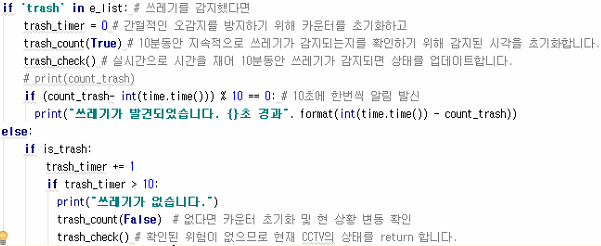 if 'trash' in e_list: # 쓰레기를 감지했다면
trash_timer = 0 # 간헐적인 오감지를 방지하기 위해 카운터를 초기화하고
trash_count(True) # 10분동안 지속적으로 쓰레기가 감지되는지를 확인하기 위해 감지된 시각을 초기화합니다.
trash_check() # 실시간으로 시간을 재어 10분동안 쓰레기가 감지되면 상태를 업데이트합니다.
# print(count_trash)
if (count_trash- int(time.time())) % 10 == 0: # 10초에 한번씩 알림 발신
print("쓰레기가 발견되었습니다. {}초 경과". format(int(time.time()) - count_trash))
else:
if is_trash:
trash_timer += 1
if trash_timer > 10:
print("쓰레기가 없습니다.")
trash_count(False) # 없다면 카운터 초기화 및 현 상황 변동 확인
trash_check() # 확인된 위험이 없으므로 현재 CCTV의 상태를 return 합니다.